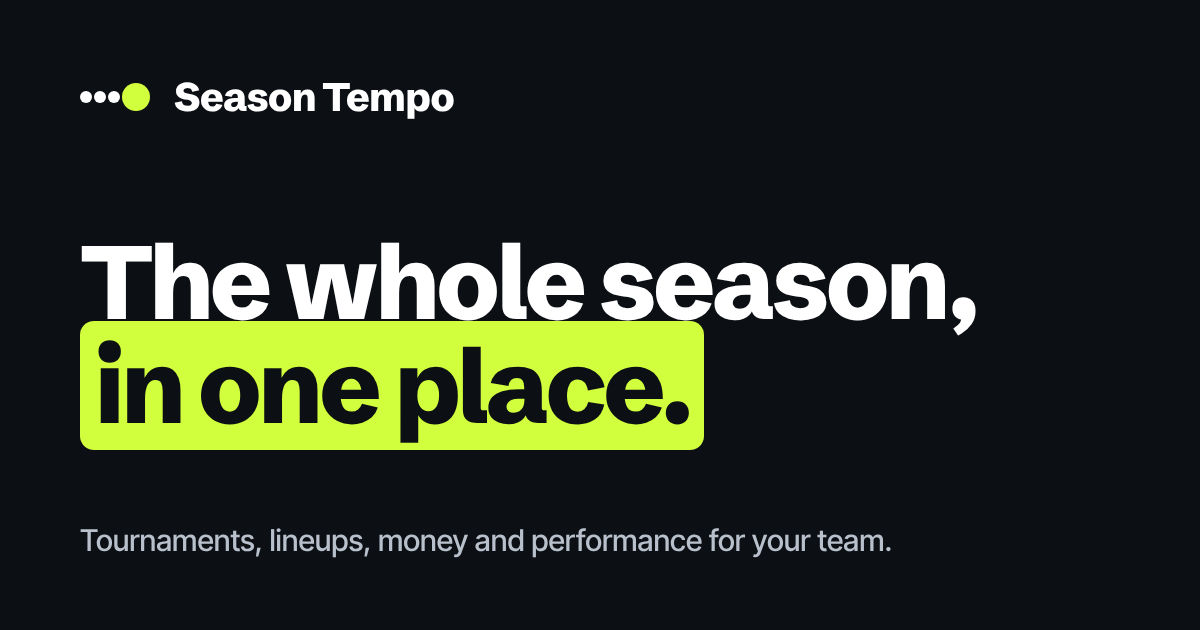 Season Tempo
The whole season,
in one place.
Tournaments, lineups, money and performance for your team.